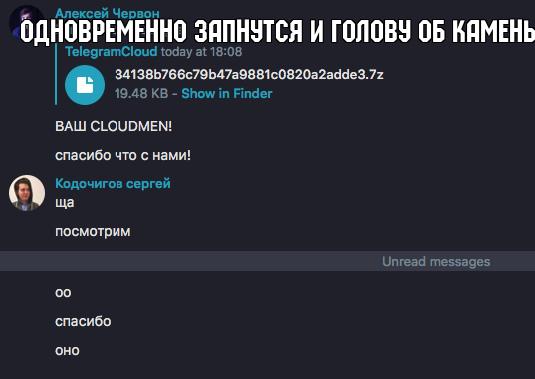 Алексей Червон
ОДНОВРЕМЕННО ЗАПНУТСЯ И ГОЛОВУ ОБ КАМЕНЬ
TelegramCloud today at 18:08
34138b766c79b47a9881c0820a2adde3.7z
19.48 KB - Show in Finder
ВАШ CLOUDMEN!
спасибо что с нами!
Кодочигов сергей
ща
посмотрим
Unread messages
оо
спасибо
оно